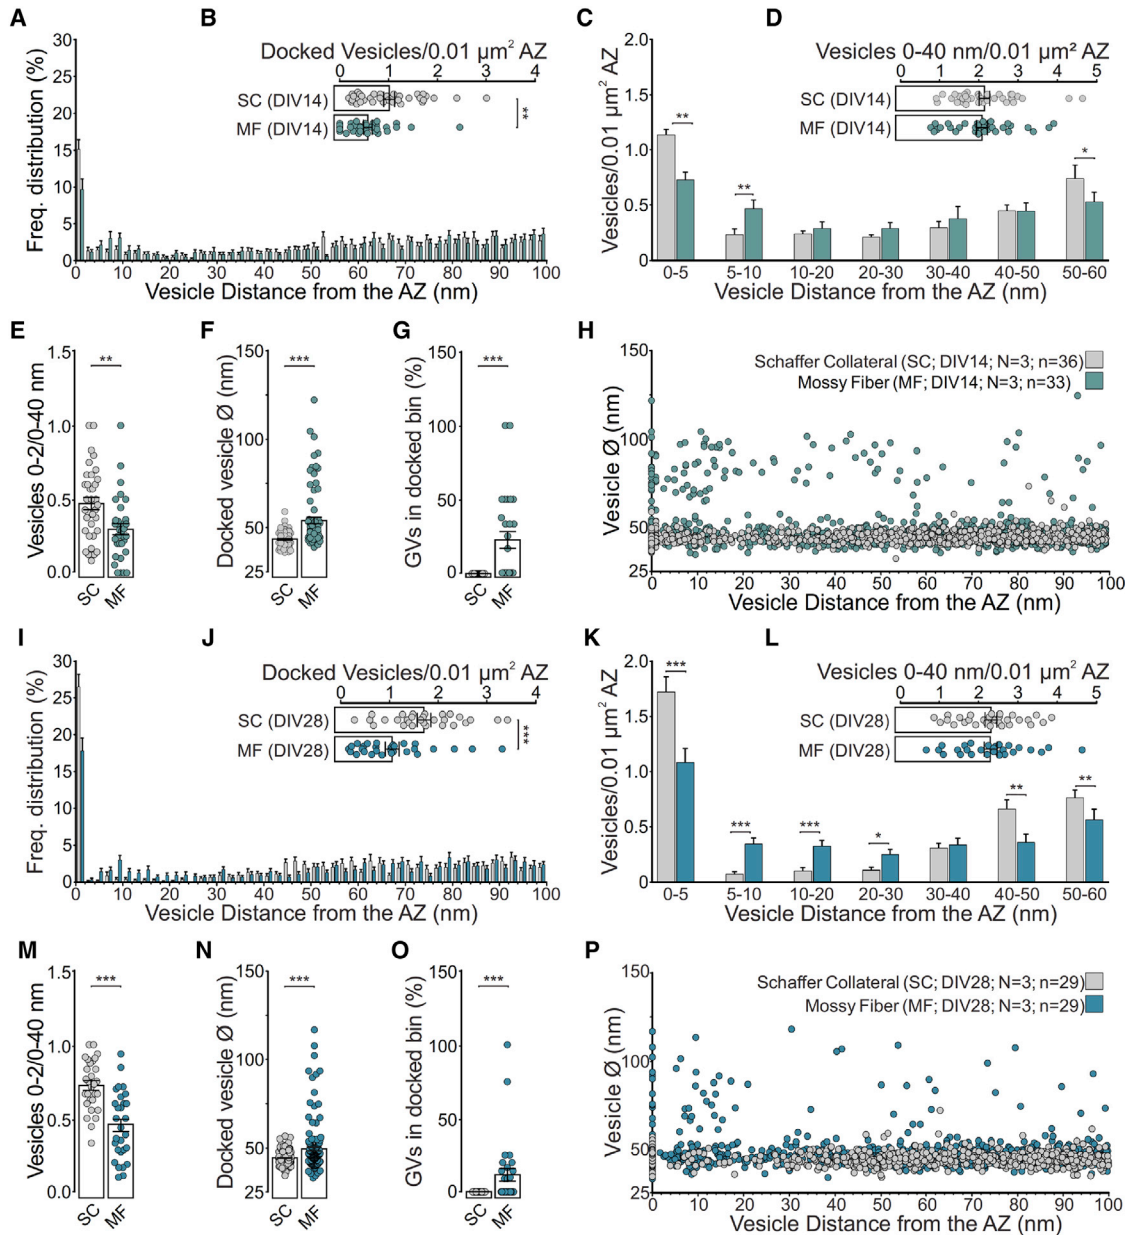 A
B
C
D
Freq. distribution (%)
30
25
20
15
10
5
0
0 10 20 30 40 50 60 70 80 90 100
Vesicle Distance from the AZ (nm)
Docked Vesicles/0.01 µm² AZ
0 1 2 3 4
SC (DIV14)
MF (DIV14)
**
Vesicles/0.01 µm² AZ
2.0
1.5
1.0
0.5
0
** ** *
0-5 5-10 10-20 20-30 30-40 40-50 50-60
Vesicle Distance from the AZ (nm)
Vesicles 0-40 nm/0.01 µm² AZ
0 1 2 3 4 5
SC (DIV14)
MF (DIV14)
E
F
G
H
Vesicles 0-2/0-40 nm
1.5
1.0
0.5
0.0
**
SC MF
Docked vesicle Ø (nm)
150
100
50
25
***
SC MF
GVs in docked bin (%)
150
100
50
0
***
SC MF
Vesicle Ø (nm)
150
100
50
25
Schaffer Collateral (SC; DIV14; N=3; n=36)
Mossy Fiber (MF; DIV14; N=3; n=33)
0 10 20 30 40 50 60 70 80 90 100
Vesicle Distance from the AZ (nm)
I
J
K
L
Freq. distribution (%)
30
25
20
15
10
5
0
0 10 20 30 40 50 60 70 80 90 100
Vesicle Distance from the AZ (nm)
Docked Vesicles/0.01 µm² AZ
0 1 2 3 4
SC (DIV28)
MF (DIV28)
***
Vesicles/0.01 µm² AZ
2.0
1.5
1.0
0.5
0
*** *** *** * ** **
0-5 5-10 10-20 20-30 30-40 40-50 50-60
Vesicle Distance from the AZ (nm)
Vesicles 0-40 nm/0.01 µm² AZ
0 1 2 3 4 5
SC (DIV28)
MF (DIV28)
M
N
O
P
Vesicles 0-2/0-40 nm
1.5
1.0
0.5
0.0
***
SC MF
Docked vesicle Ø (nm)
150
100
50
25
***
SC MF
GVs in docked bin (%)
150
100
50
0
***
SC MF
Vesicle Ø (nm)
150
100
50
25
Schaffer Collateral (SC; DIV28; N=3; n=29)
Mossy Fiber (MF; DIV28; N=3; n=29)
0 10 20 30 40 50 60 70 80 90 100
Vesicle Distance from the AZ (nm)